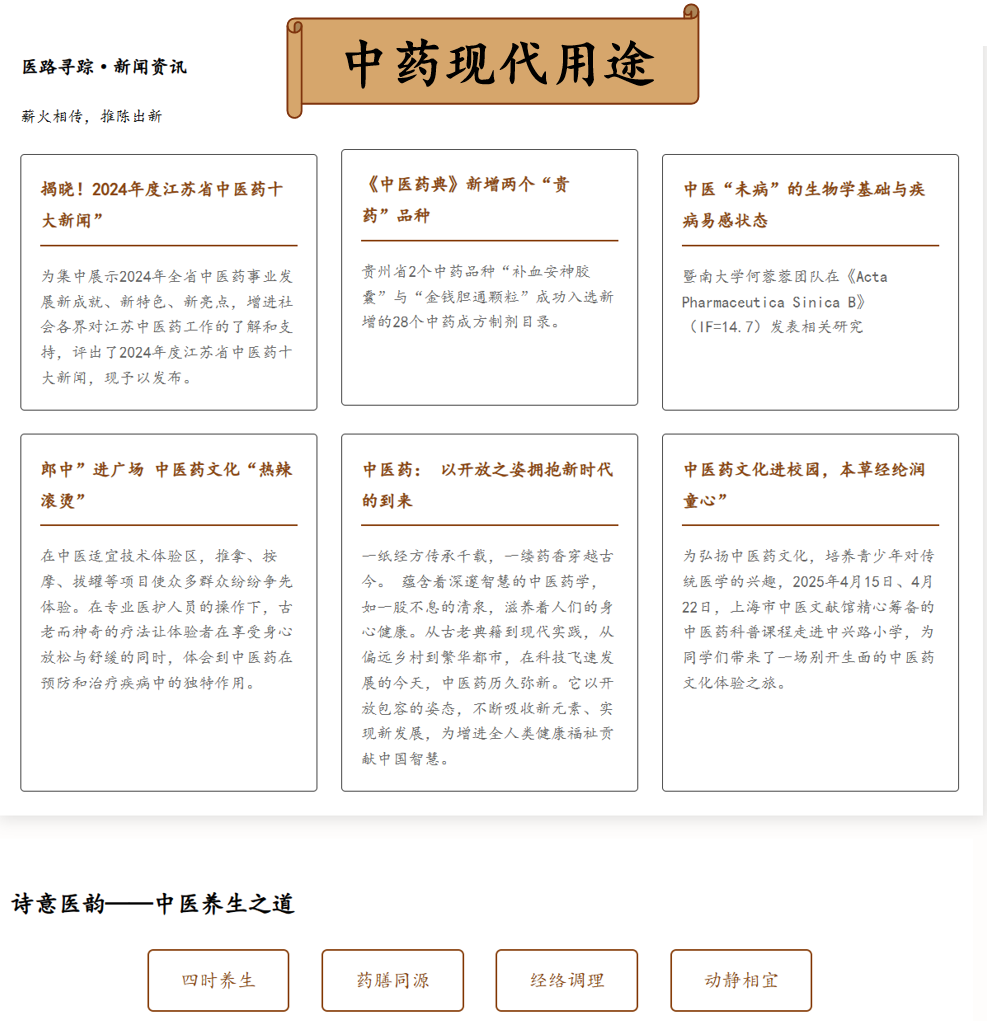 中药现代用途
医路寻踪·新闻资讯
薪火相传，推陈出新
揭晓！2024年度江苏省中医药十
大新闻”
为集中展示2024年全省中医药事业发
展新成就、新特色、新亮点，增进社
会各界对江苏中医药工作的了解和支
持，评出了2024年度江苏省中医药十
大新闻，现予以发布。
《中医药典》新增两个“贵
药”品种
贵州省2个中药品种“补血安神胶
囊”与“金钱胆通颗粒”成功入选新
增的28个中药成方制剂目录。
中医“未病”的生物学基础与疾
病易感状态
暨南大学何蓉蓉团队在《Acta
Pharmaceutica Sinica B》
（IF=14.7）发表相关研究
郎中”进广场 中医药文化“热辣
滚烫”
在中医适宜技术体验区，推拿、按
摩、拔罐等项目使众多群众纷纷争先
体验。在专业医护人员的操作下，古
老而神奇的疗法让体验者在享受身心
放松与舒缓的同时，体会到中医药在
预防和治疗疾病中的独特作用。
中医药： 以开放之姿拥抱新时代
的到来
一纸经方传承千载，一缕药香穿越古
今。 蕴含着深邃智慧的中医药学，
如一股不息的清泉，滋养着人们的身
心健康。从古老典籍到现代实践，从
偏远乡村到繁华都市，在科技飞速发
展的今天，中医药历久弥新。它以开
放包容的姿态，不断吸收新元素、实
现新发展，为增进全人类健康福祉贡
献中国智慧。
中医药文化进校园，本草经纶润
童心”
为弘扬中医药文化，培养青少年对传
统医学的兴趣，2025年4月15日、4月
22日，上海市中医文献馆精心筹备的
中医药科普课程走进中兴路小学，为
同学们带来了一场别开生面的中医药
文化体验之旅。
诗意医韵——中医养生之道
四时养生
药膳同源
经络调理
动静相宜